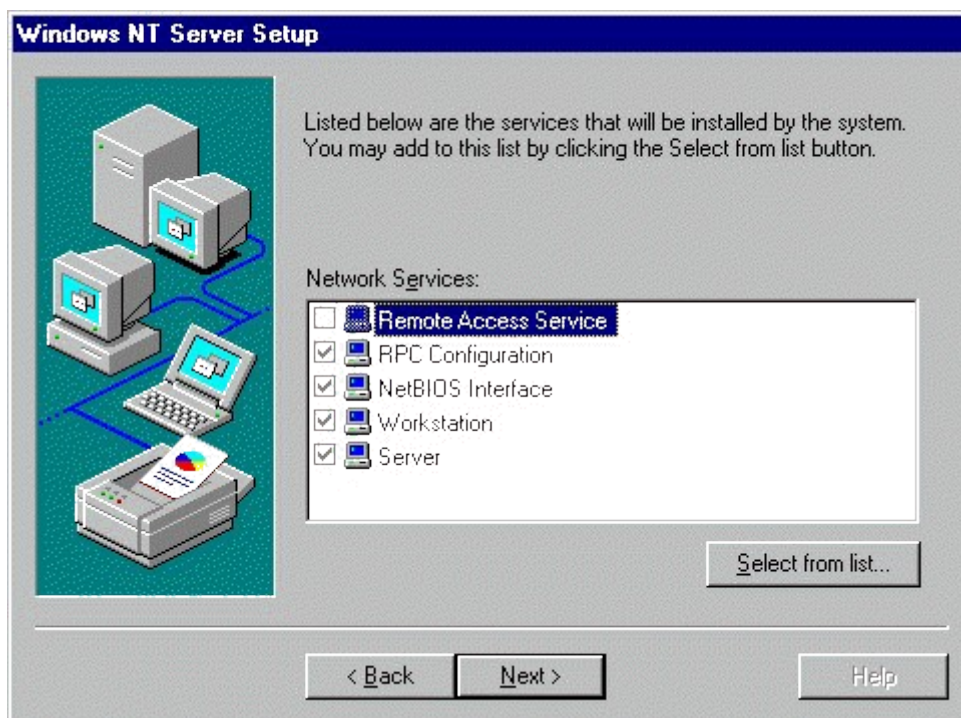 Windows NT Server Setup
Listed below are the services that will be installed by the system.
You may add to this list by clicking the Select from list button.
Network Services:
Remote Access Service
RPC Configuration
NetBIOS Interface
Workstation
Server
Select from list...
< Back
Next >
Help